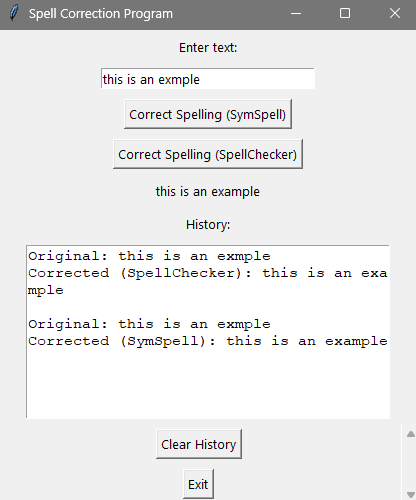 Spell Correction Program
Enter text:
this is an exmple
Correct Spelling (SymSpell)
Correct Spelling (SpellChecker)
this is an example
History:
Original: this is an exmple
Corrected (SpellChecker): this is an exa
mple
Original: this is an exmple
Corrected (SymSpell): this is an example
Clear History
Exit